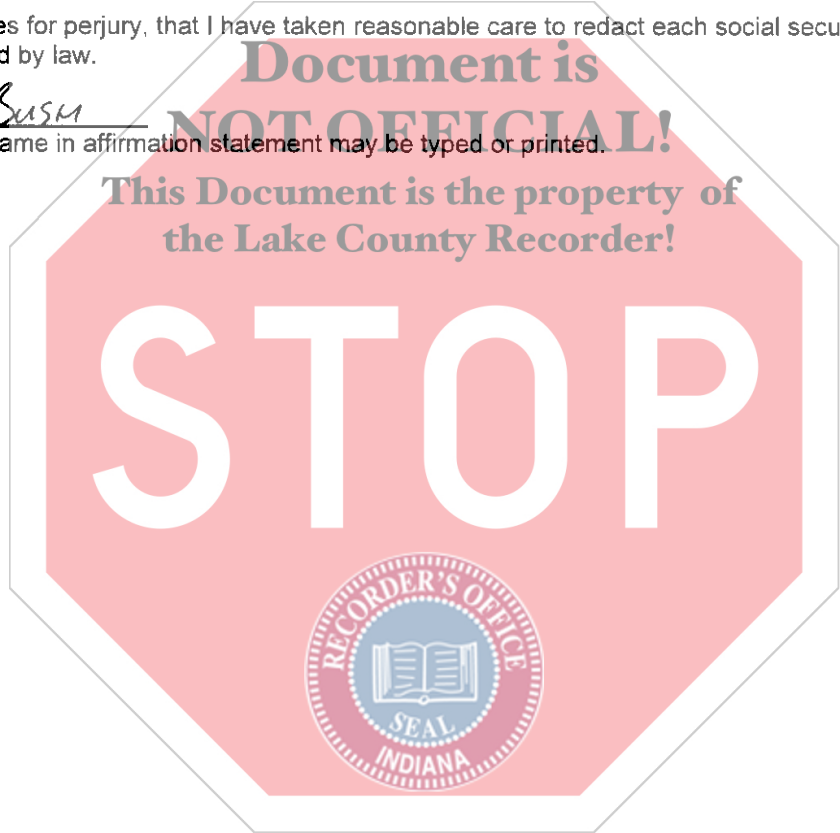 es for perjury, that I have taken reasonable care to redact each social secu
Document is
d by law.
Bush
NOT OFFICIAL!
ame in affirmation statement may be typed or printed.
This Document is the property of
the Lake County Recorder!
STOP
RECORDER'S OFFICE
SEAL
INDIANA